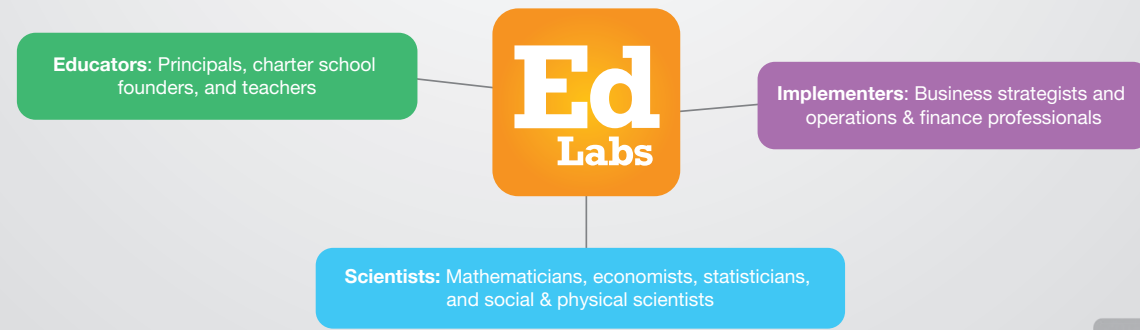 Educators: Principals, charter school
founders, and teachers
Ed
Labs
Implementers: Business strategists and
operations & finance professionals
Scientists: Mathematicians, economists, statisticians,
and social & physical scientists